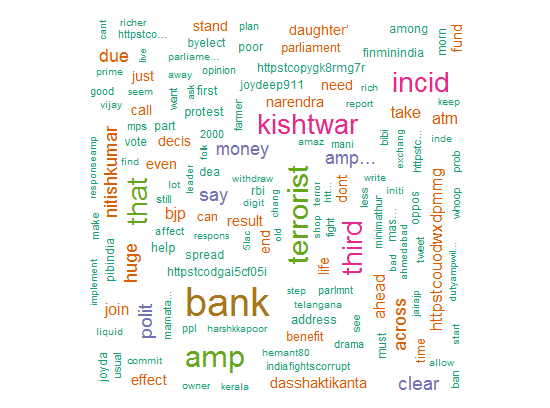 cant
richer
httpstco…
plan
live
parliame…
byelect
stand
poor
daughter'
parliament
among
finminindia
morn
fund
due
prime
just
away
opinion
first
httpstcopygk8rmg7r
joydeep911
need
rich
incid
keep
good
seem
vijay
call
want
ask
protest
farmer
narendra
report
take
atm
mps
part
2000
kishtwar
bibi
exchang
inde
responseamp
nitishkumar
vote
decis
money
amaz
mani
amp…
httpstc…
prob
find
even
folk
dea
that
lot
still
leader
say
withdraw
rbi
digit
terrorist
terror
htt…
dont
less
write
initi
whoop
make
bjp
can
5lac
chang
old
shop
fight
third
minimathur
mas…
oppos
httpstcouodwxdpmmg
pibindia
affect
respons
result
end
bad
ahmedabad
tweet
huge
help
spread
life
implement
httpstcodgai5cf05i
step
parlmnt
ahead
dutyampwil…
jairajp
join
polit
mamata…
bank
telangana
address
see
across
start
liquid
ppl
harshkkapoor
benefit
drama
must
time
joyda
usual
commit
amp
hemant80
indiafightscorrupt
allow
effect
owner
kerala
dasshaktikanta
clear
ban